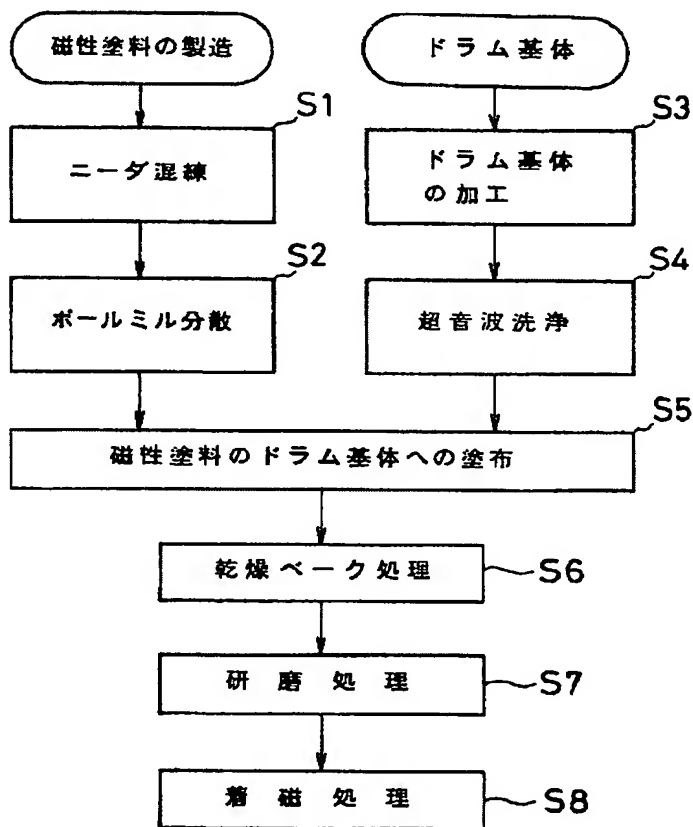 磁性塗料の製造
S1
ニーダ混練
S2
ボールミル分散
ドラム基体
S3
ドラム基体
の加工
S4
超音波洗浄
S5
磁性塗料のドラム基体への塗布
乾燥ベーク処理
S6
研磨処理
S7
着磁処理
S8